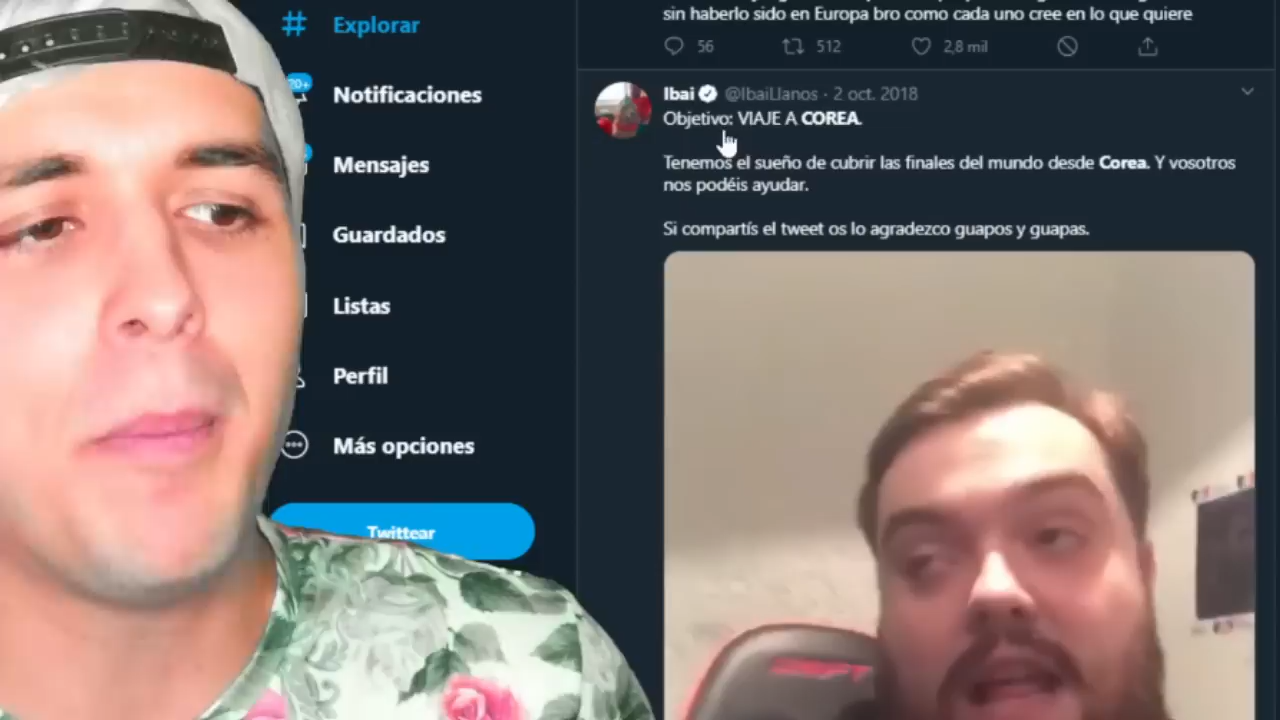 Explorar
20+
Notificaciones
Mensajes
Guardados
Listas
Perfil
Más opciones
Twittear
sin haberlo sido en Europa bro como cada uno cree en lo que quiere
56 512 2,8 mil
Ibai @IbaiLlanos · 2 oct. 2018
Objetivo: VIAJE A COREA.
Tenemos el sueño de cubrir las finales del mundo desde Corea. Y vosotros
nos podéis ayudar.
Si compartís el tweet os lo agradezco guapos y guapas.